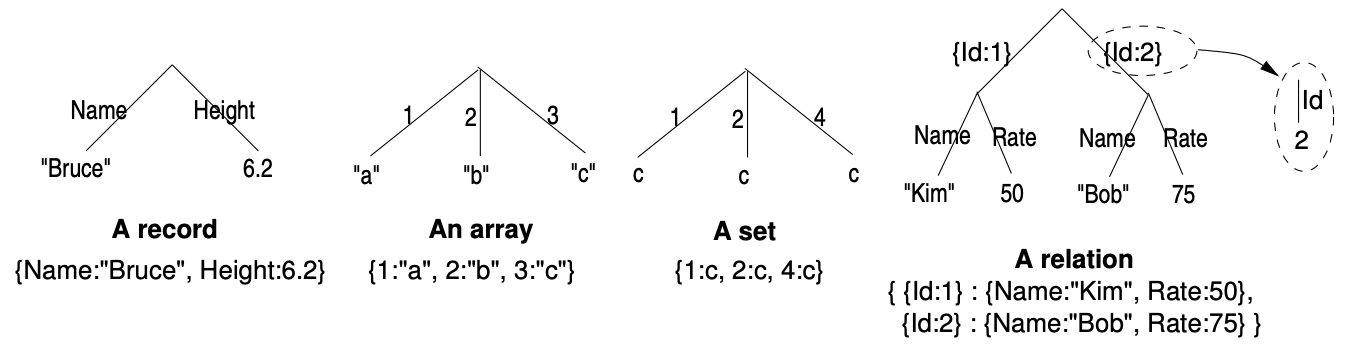 Name Height
"Bruce" 6.2
A record
{Name:"Bruce", Height:6.2}
1 2 3
"a" "b" "c"
An array
{1:"a", 2:"b", 3:"c"}
1 2 4
c c c
A set
{1:c, 2:c, 4:c}
{Id:1} {Id:2}
Id
2
Name Rate Name Rate
"Kim" 50 "Bob" 75
A relation
{ {Id:1} : {Name:"Kim", Rate:50},
{Id:2} : {Name:"Bob", Rate:75} }